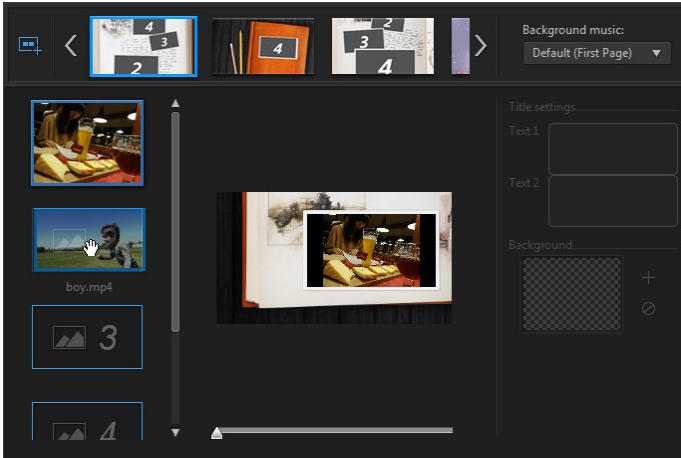 Background music:
Default (First Page)
4
3
2
4
2
3
4
Title settings
Text 1
Text 2
Background
boy.mp4
3
4